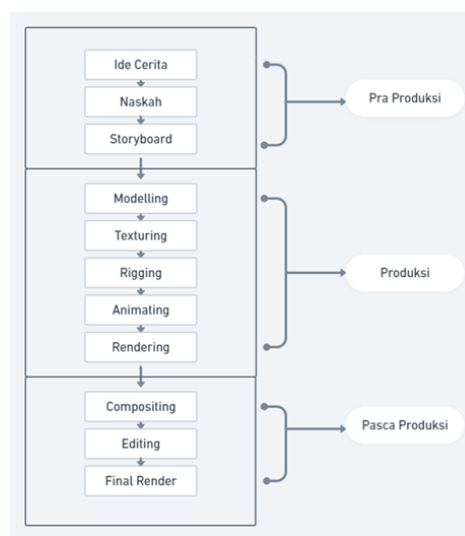 Ide Cerita
Naskah
Storyboard
Pra Produksi
Modelling
Texturing
Rigging
Animating
Rendering
Produksi
Compositing
Editing
Final Render
Pasca Produksi